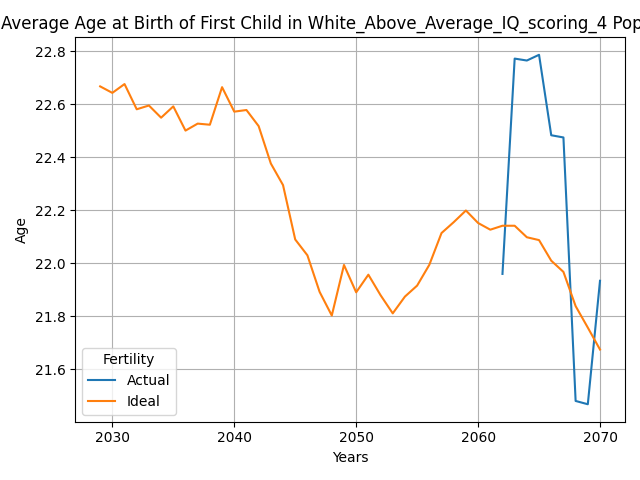 Average Age at Birth of First Child in White_Above_Average_IQ_scoring_4 Pop
22.8
22.6
22.4
22.2
22.0
21.8
21.6
Age
Fertility
Actual
Ideal
2030 2040 2050 2060 2070
Years